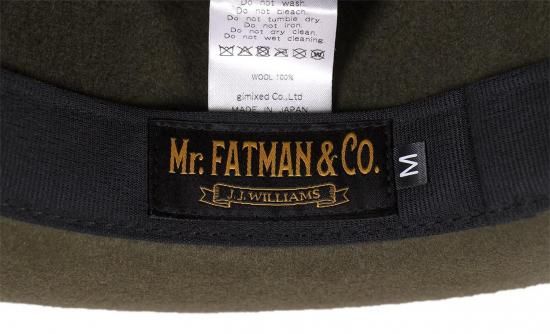 Do not wash.
Do not bleach.
Do not tumble dry.
Do not iron.
Do not dry clean.
Do not wet cleaning.
WOOL 100%
gimixed Co.,Ltd
MADE IN JAPAN
Mr. FATMAN & CO.
J.J. WILLIAMS
M